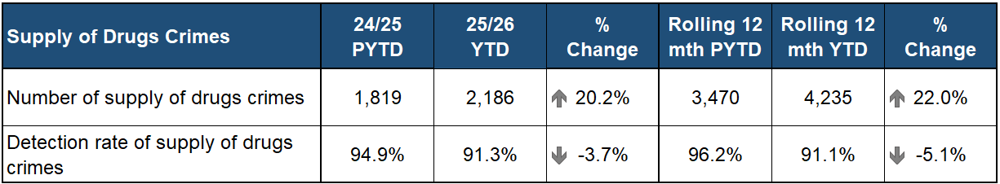 Supply of Drugs Crimes 24/25 PYTD 25/26 YTD % Change Rolling 12 mth PYTD Rolling 12 mth YTD % Change
Number of supply of drugs crimes 1,819 2,186 20.2% 3,470 4,235 22.0%
Detection rate of supply of drugs crimes 94.9% 91.3% -3.7% 96.2% 91.1% -5.1%